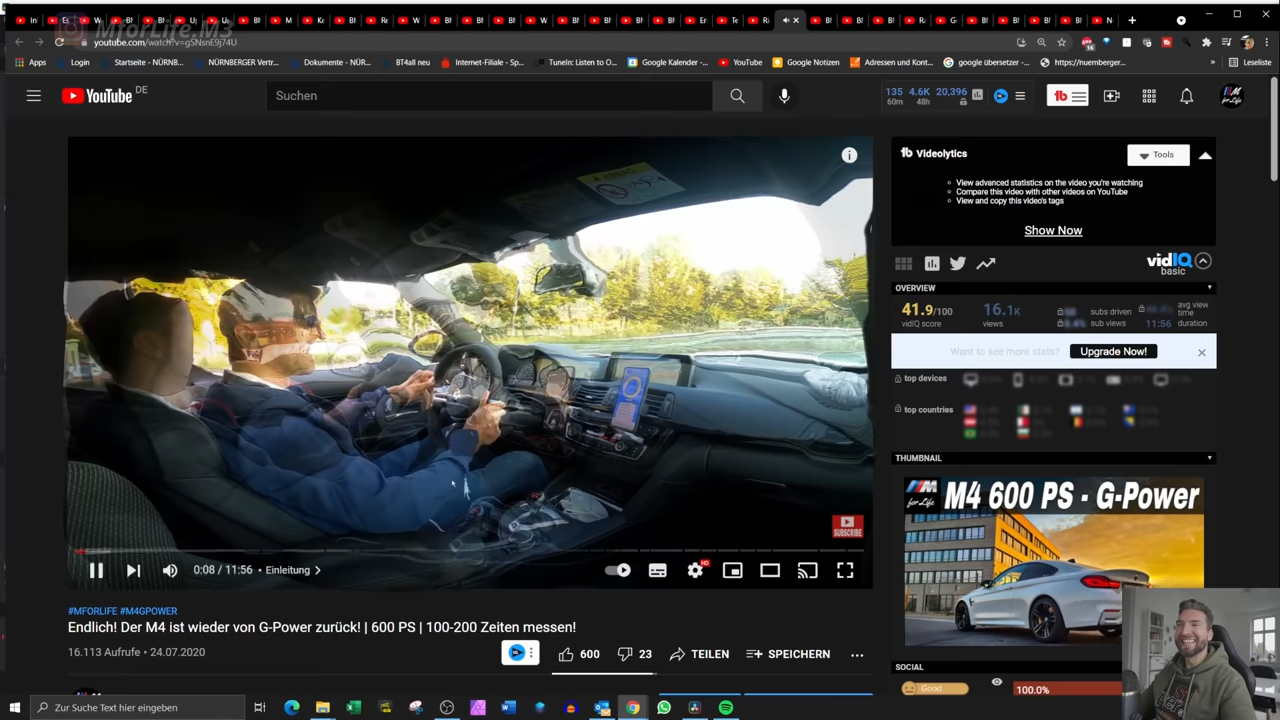 MforLife.M3
youtube.com/watch?v=gSNsnE9j74U
Apps
Login
Startseite - NÜRNB...
NÜRNBERGER Vertr...
Dokumente - NÜR...
BT4all neu
Internet-Filiale - Sp...
TuneIn: Listen to O...
Google Kalender -...
YouTube
Google Notizen
Adressen und Kont...
google übersetzer -...
https://nuernberger...
»
Leseliste
YouTube DE
Suchen
135 4.6K 20,396
60m 48h
tb
M for Life
tb Videolytics
Tools
View advanced statistics on the video you're watching
Compare this video with other videos on YouTube
View and copy this video's tags
Show Now
vidIQ
basic
OVERVIEW
41.9/100
vidIQ score
16.1K
views
subs driven
sub views
avg view time
11:56 duration
Want to see more stats?
Upgrade Now!
top devices
top countries
THUMBNAIL
M for Life
M4 600 PS - G-Power
SOCIAL
Good
100.0%
SUBSCRIBE
0:08 / 11:56 • Einleitung
HD
#MFORLIFE #M4GPOWER
Endlich! Der M4 ist wieder von G-Power zurück! | 600 PS | 100-200 Zeiten messen!
16.113 Aufrufe • 24.07.2020
600
23
TEILEN
SPEICHERN
Zur Suche Text hier eingeben